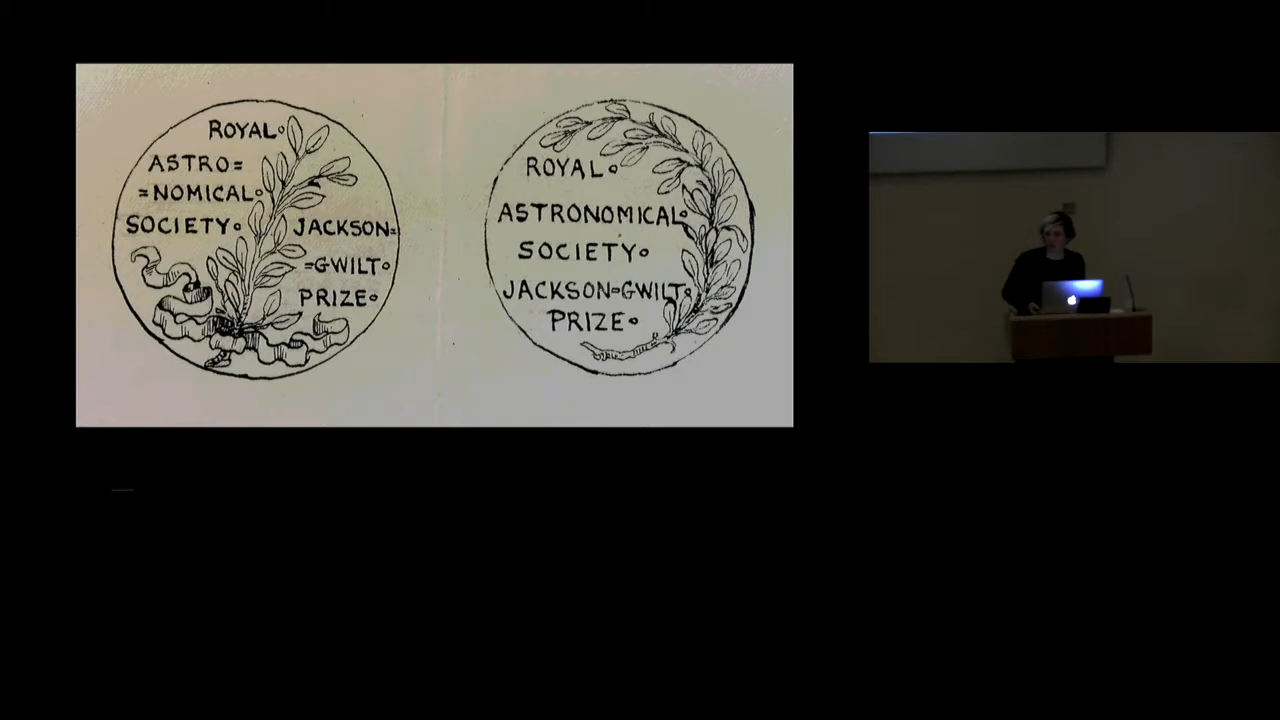 ROYAL
ASTRO=
=NOMICAL
SOCIETY
JACKSON=
=GWILT
PRIZE
ROYAL
ASTRONOMICAL
SOCIETY
JACKSON=GWILT
PRIZE